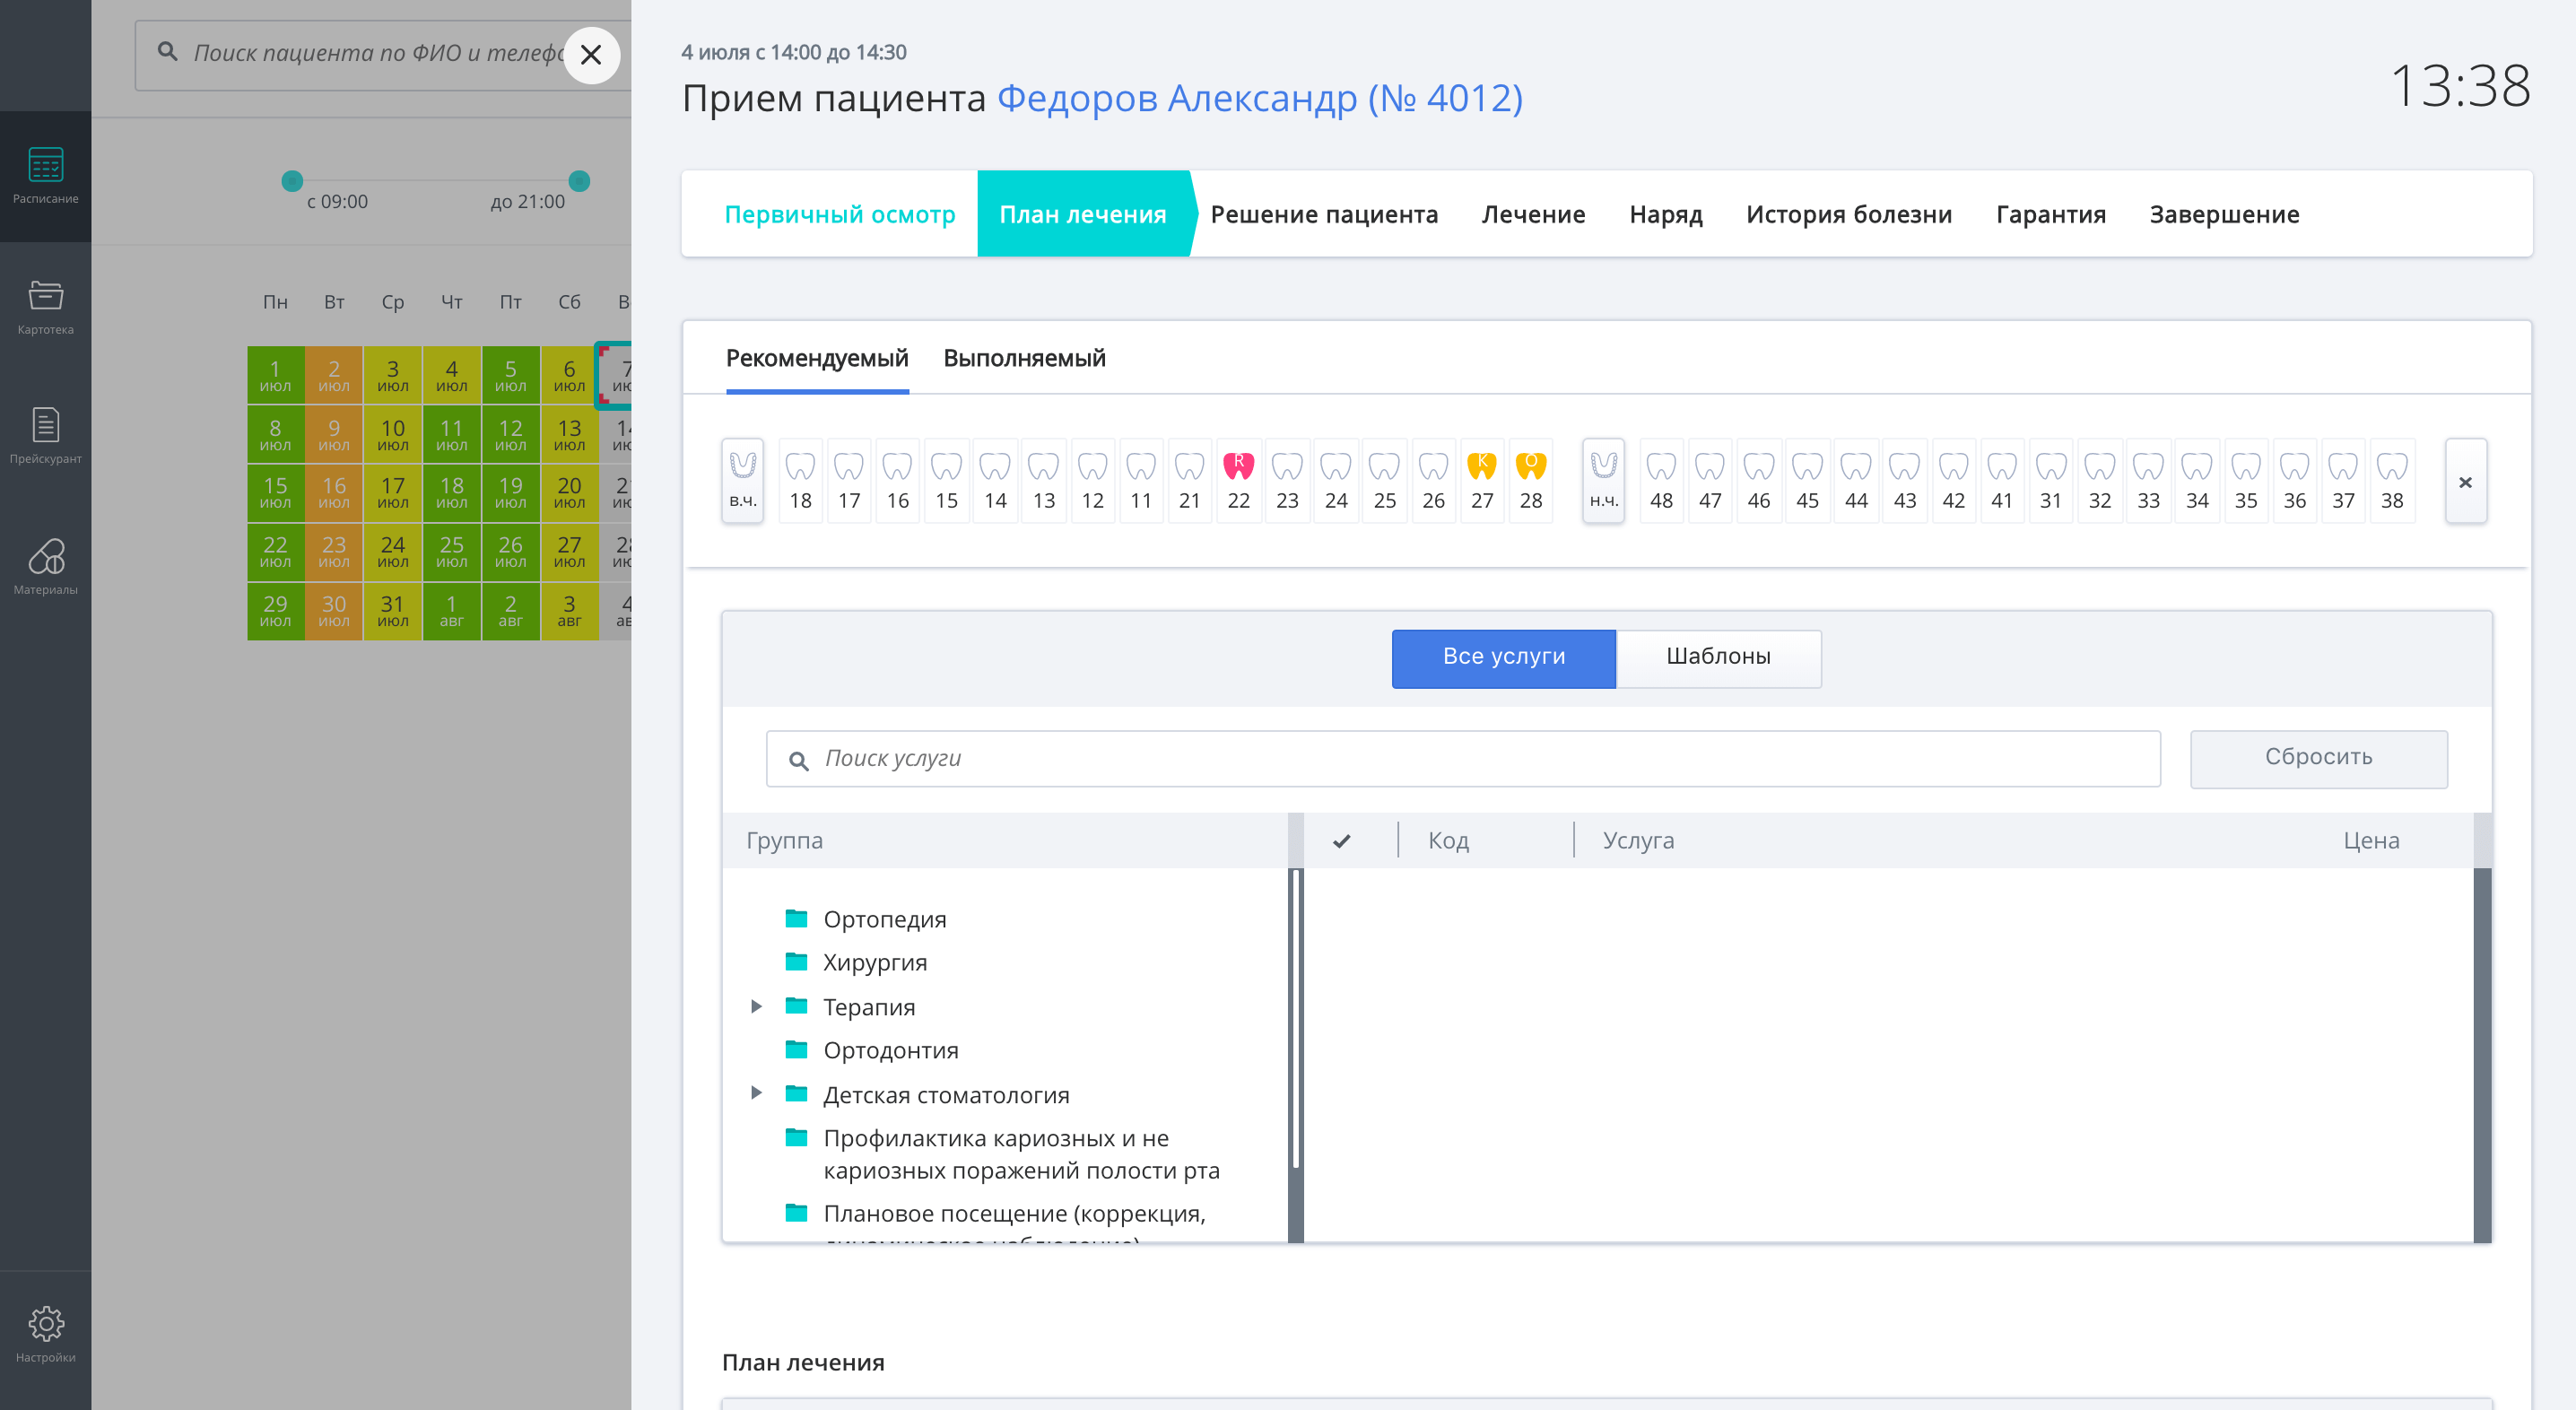 Поиск пациента по ФИО и телефо
Расписание
Картотека
Прейскурант
Материалы
Настройки
с 09:00 до 21:00
Пн Вт Ср Чт Пт Сб В
1 2 3 4 5 6 7
июл июл июл июл июл июл ию
8 9 10 11 12 13 14
июл июл июл июл июл июл ию
15 16 17 18 19 20 21
июл июл июл июл июл июл ию
22 23 24 25 26 27 28
июл июл июл июл июл июл ию
29 30 31 1 2 3 4
июл июл июл авг авг авг ав
4 июля с 14:00 до 14:30
Прием пациента Федоров Александр (№ 4012)
13:38
Первичный осмотр План лечения Решение пациента Лечение Наряд История болезни Гарантия Завершение
Рекомендуемый Выполняемый
R К О
в.ч. 18 17 16 15 14 13 12 11 21 22 23 24 25 26 27 28 н.ч. 48 47 46 45 44 43 42 41 31 32 33 34 35 36 37 38
Все услуги Шаблоны
Поиск услуги Сбросить
Группа Код Услуга Цена
Ортопедия
Хирургия
Терапия
Ортодонтия
Детская стоматология
Профилактика кариозных и не
кариозных поражений полости рта
Плановое посещение (коррекция,
динамическое наблюдение)
План лечения